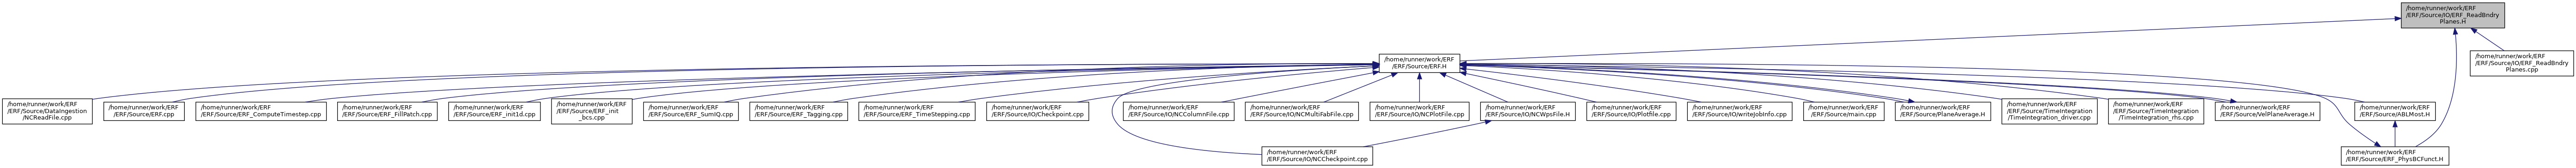 /home/runner/work/ERF
/ERF/Source/IO/ERF_ReadBndry
Planes.H
/home/runner/work/ERF
/ERF/Source/ERF.H
/home/runner/work/ERF
/ERF/Source/IO/ERF_ReadBndry
Planes.cpp
/home/runner/work/ERF
/ERF/Source/DataIngestion
/NCReadFile.cpp
/home/runner/work/ERF
/ERF/Source/ERF.cpp
/home/runner/work/ERF
/ERF/Source/ERF_ComputeTimestep.cpp
/home/runner/work/ERF
/ERF/Source/ERF_FillPatch.cpp
/home/runner/work/ERF
/ERF/Source/ERF_init1d.cpp
/home/runner/work/ERF
/ERF/Source/ERF_init
_bcs.cpp
/home/runner/work/ERF
/ERF/Source/ERF_SumIQ.cpp
/home/runner/work/ERF
/ERF/Source/ERF_Tagging.cpp
/home/runner/work/ERF
/ERF/Source/ERF_TimeStepping.cpp
/home/runner/work/ERF
/ERF/Source/IO/Checkpoint.cpp
/home/runner/work/ERF
/ERF/Source/IO/NCColumnFile.cpp
/home/runner/work/ERF
/ERF/Source/IO/NCMultiFabFile.cpp
/home/runner/work/ERF
/ERF/Source/IO/NCPlotFile.cpp
/home/runner/work/ERF
/ERF/Source/IO/NCWpsFile.H
/home/runner/work/ERF
/ERF/Source/IO/Plotfile.cpp
/home/runner/work/ERF
/ERF/Source/IO/writeJobInfo.cpp
/home/runner/work/ERF
/ERF/Source/main.cpp
/home/runner/work/ERF
/ERF/Source/PlaneAverage.H
/home/runner/work/ERF
/ERF/Source/TimeIntegration
/TimeIntegration_driver.cpp
/home/runner/work/ERF
/ERF/Source/TimeIntegration
/TimeIntegration_rhs.cpp
/home/runner/work/ERF
/ERF/Source/VelPlaneAverage.H
/home/runner/work/ERF
/ERF/Source/ABLMost.H
/home/runner/work/ERF
/ERF/Source/IO/NCCheckpoint.cpp
/home/runner/work/ERF
/ERF/Source/ERF_PhysBCFunct.H